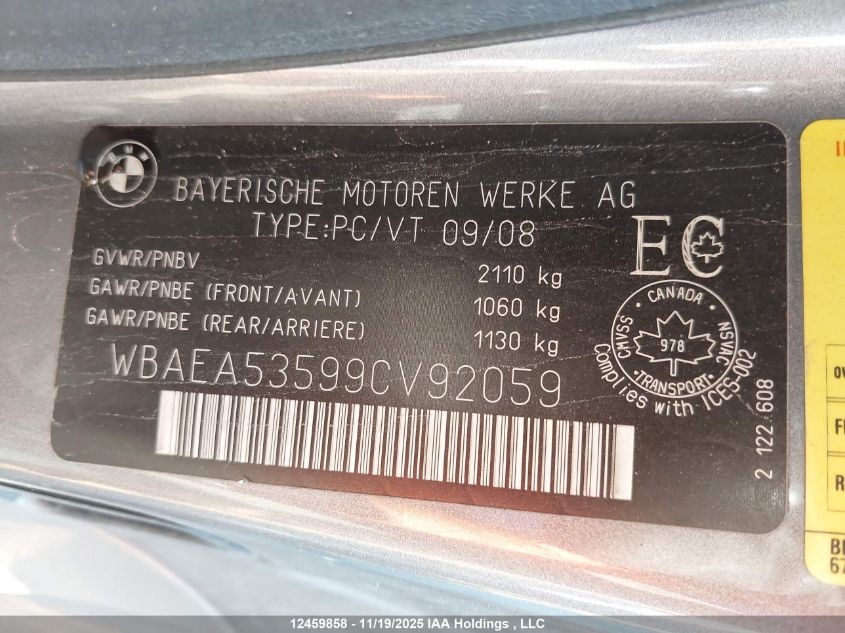 BMW
BAYERISCHE MOTOREN WERKE AG
TYPE:PC/VT 09/08
GVWR/PNBV 2110 kg
GAWR/PNBE (FRONT/AVANT) 1060 kg
GAWR/PNBE (REAR/ARRIERE) 1130 kg
WBAEA53599CV92059
EC
CANADA
CMVSS
NSVAC
978
TRANSPORT
Complies with ICES-002
2 122 608
F
R
67
12459858 - 11/19/2025 IAA Holdings , LLC